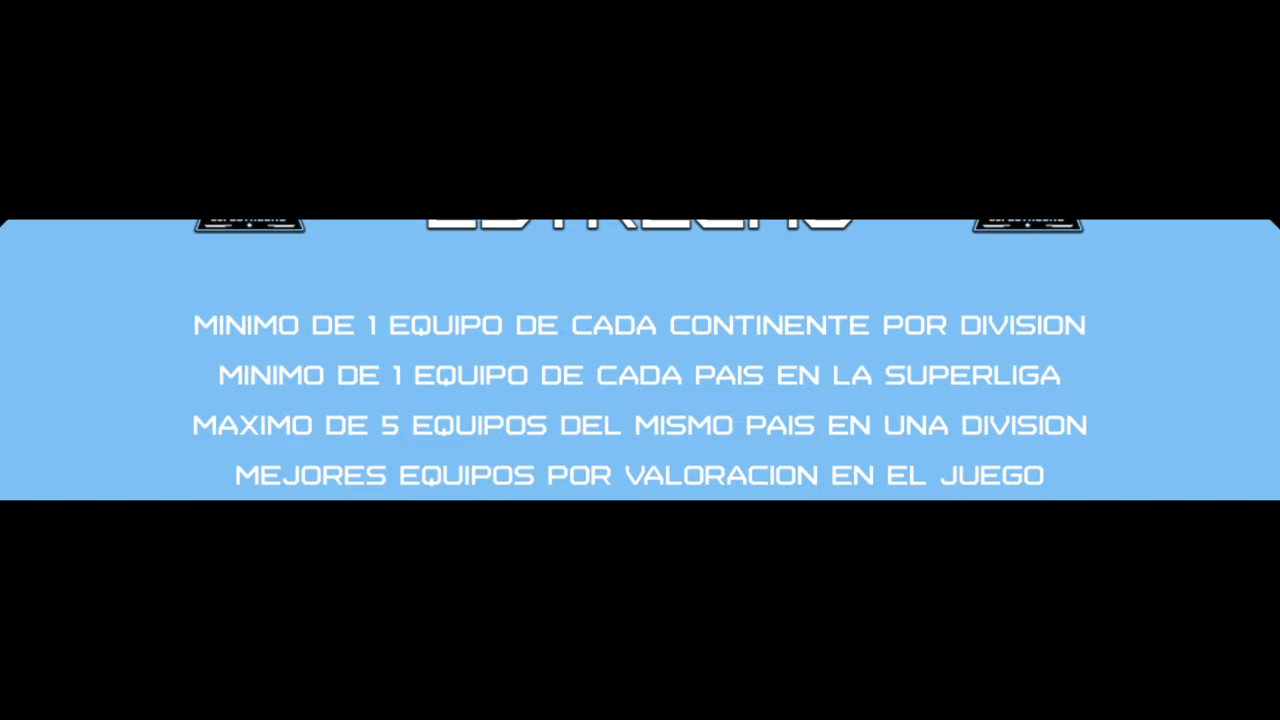 MINIMO DE 1 EQUIPO DE CADA CONTINENTE POR DIVISION
MINIMO DE 1 EQUIPO DE CADA PAIS EN LA SUPERLIGA
MAXIMO DE 5 EQUIPOS DEL MISMO PAIS EN UNA DIVISION
MEJORES EQUIPOS POR VALORACION EN EL JUEGO